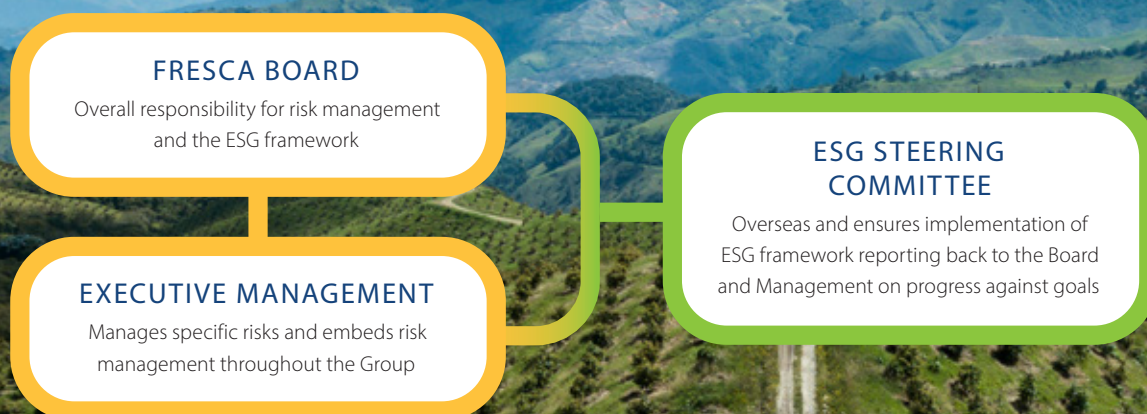 FRESCA BOARD
Overall responsibility for risk management
and the ESG framework
EXECUTIVE MANAGEMENT
Manages specific risks and embeds risk
management throughout the Group
ESG STEERING
COMMITTEE
Overseas and ensures implementation of
ESG framework reporting back to the Board
and Management on progress against goals